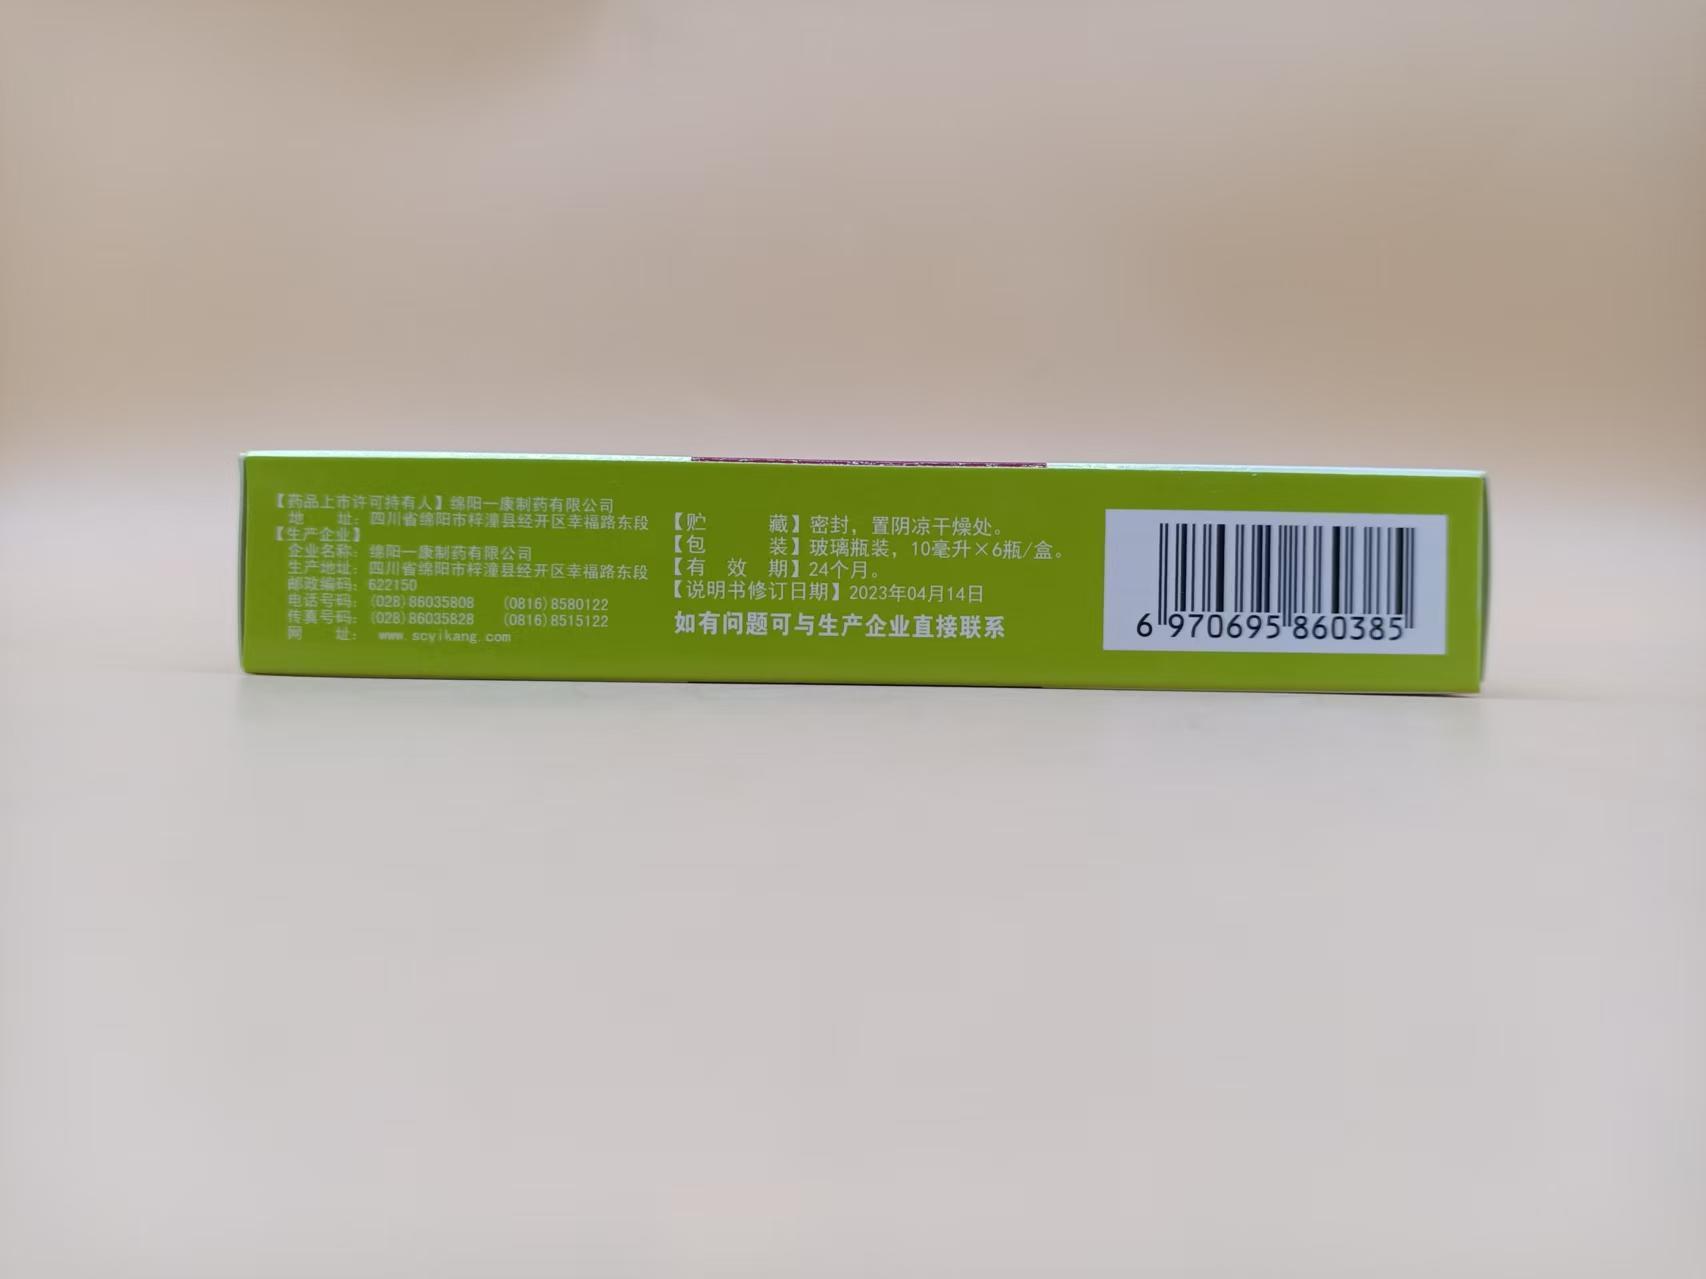 【药品上市许可持有人】绵阳一康制药有限公司
地 址：四川省绵阳市梓潼县经开区幸福路东段
【生产企业】
企业名称：绵阳一康制药有限公司
生产地址：四川省绵阳市梓潼县经开区幸福路东段
邮政编码：622150
电话号码：(028)86035808 (0816)8580122
传真号码：(028)86035828 (0816)8515122
网 址： www.scyikang.com
【贮 藏】密封，置阴凉干燥处。
【包 装】玻璃瓶装，10毫升×6瓶/盒。
【有 效 期】24个月。
【说明书修订日期】2023年04月14日
如有问题可与生产企业直接联系
6 970695 860385